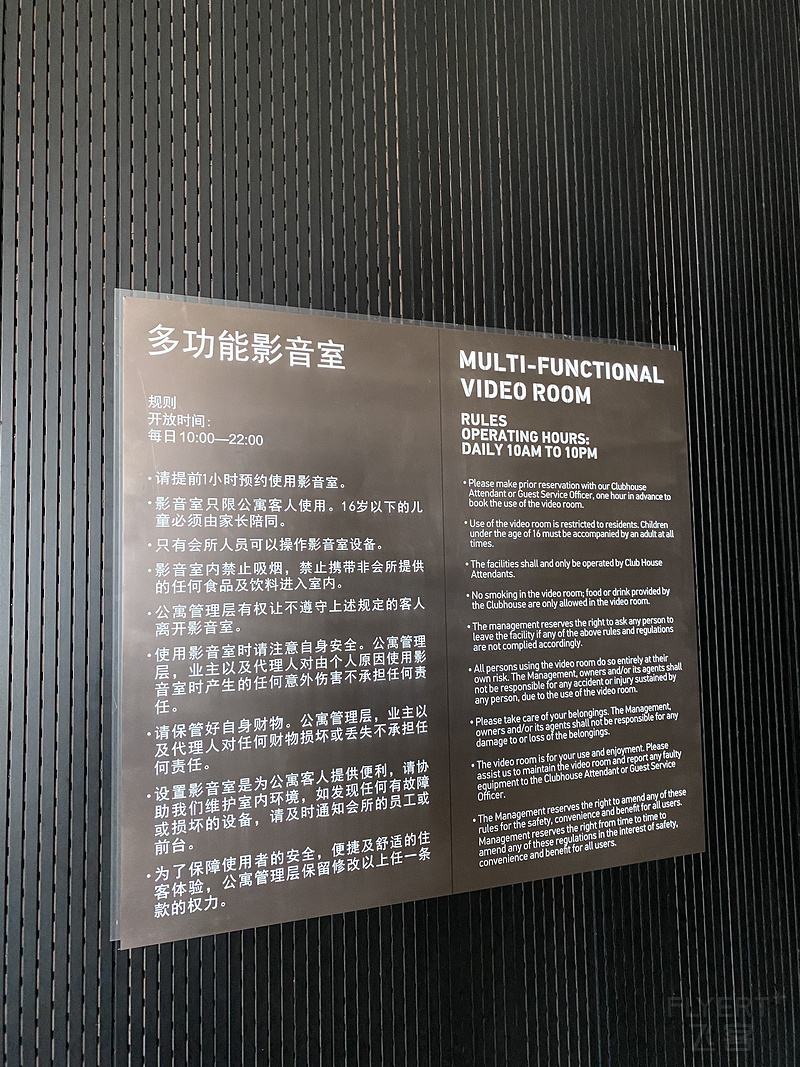 多功能影音室
规则
开放时间：
每日10:00—22:00
·请提前1小时预约使用影音室。
·影音室只限公寓客人使用。16岁以下的儿
童必须由家长陪同。
·只有会所人员可以操作影音室设备。
·影音室内禁止吸烟，禁止携带非会所提供
的任何食品及饮料进入室内。
·公寓管理层有权让不遵守上述规定的客人
离开影音室。
·使用影音室时请注意自身安全。公寓管理
层，业主以及代理人对由个人原因使用影
音室时产生的任何意外伤害不承担任何责
任。
·请保管好自身财物。公寓管理层，业主以
及代理人对任何财物损坏或丢失不承担任
何责任。
·设置影音室是为公寓客人提供便利，请协
助我们维护室内环境，如发现任何有故障
或损坏的设备，请及时通知会所的员工或
前台。
·为了保障使用者的安全，便捷及舒适的住
客体验，公寓管理层保留修改以上任一条
款的权力。
MULTI-FUNCTIONAL
VIDEO ROOM
RULES
OPERATING HOURS:
DAILY 10AM TO 10PM
• Please make prior reservation with our Clubhouse
Attendant or Guest Service Officer, one hour in advance to
book the use of the video room.
• Use of the video room is restricted to residents. Children
under the age of 16 must be accompanied by an adult at all
times.
• The facilities shall and only be operated by Club House
Attendants.
• No smoking in the video room; food or drink provided by
the Clubhouse are only allowed in the video room.
• The management reserves the right to ask any person to
leave the facility if any of the above rules and regulations
are not complied accordingly.
• All persons using the video room do so entirely at their
own risk. The Management, owners and/or its agents shall
not be responsible for any accident or injury sustained by
any person, due to the use of the video room.
• Please take care of your belongings. The Management,
owners and/or its agents shall not be responsible for any
damage to or loss of the belongings.
• The video room is for your use and enjoyment. Please
assist us to maintain the video room and report any faulty
equipment to the Clubhouse Attendant or Guest Service
Officer.
• The Management reserves the right to amend any of these
rules for the safety, convenience and benefit for all users.
Management reserves the right from time to time to
amend any of these regulations in the interest of safety,
convenience and benefit for all users.
FLYERT
飞客